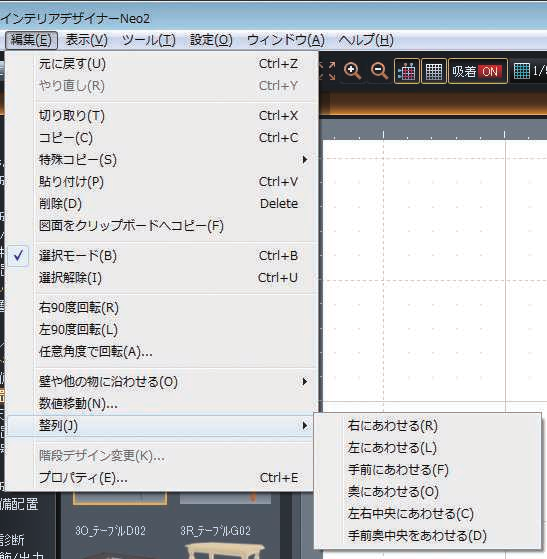 インテリアデザイナーNeo2
編集(E) 表示(V) ツール(T) 設定(O) ウィンドウ(A) ヘルプ(H)
元に戻す(U) Ctrl+Z
やり直し(R) Ctrl+Y
吸着 ON
切り取り(T) Ctrl+X
コピー(C) Ctrl+C
特殊コピー(S)
貼り付け(P) Ctrl+V
削除(D) Delete
図面をクリップボードへコピー(F)
選択モード(B) Ctrl+B
選択解除(I) Ctrl+U
右90度回転(R)
左90度回転(L)
任意角度で回転(A)...
壁や他の物に沿わせる(O)
数値移動(N)...
整列(J)
右にあわせる(R)
左にあわせる(L)
手前にあわせる(F)
奥にあわせる(O)
左右中央にあわせる(C)
手前奥中央をあわせる(D)
階段デザイン変更(K)...
プロパティ(E)... Ctrl+E
備配置
診断
3O_テーブルD02 3R_テーブルG02